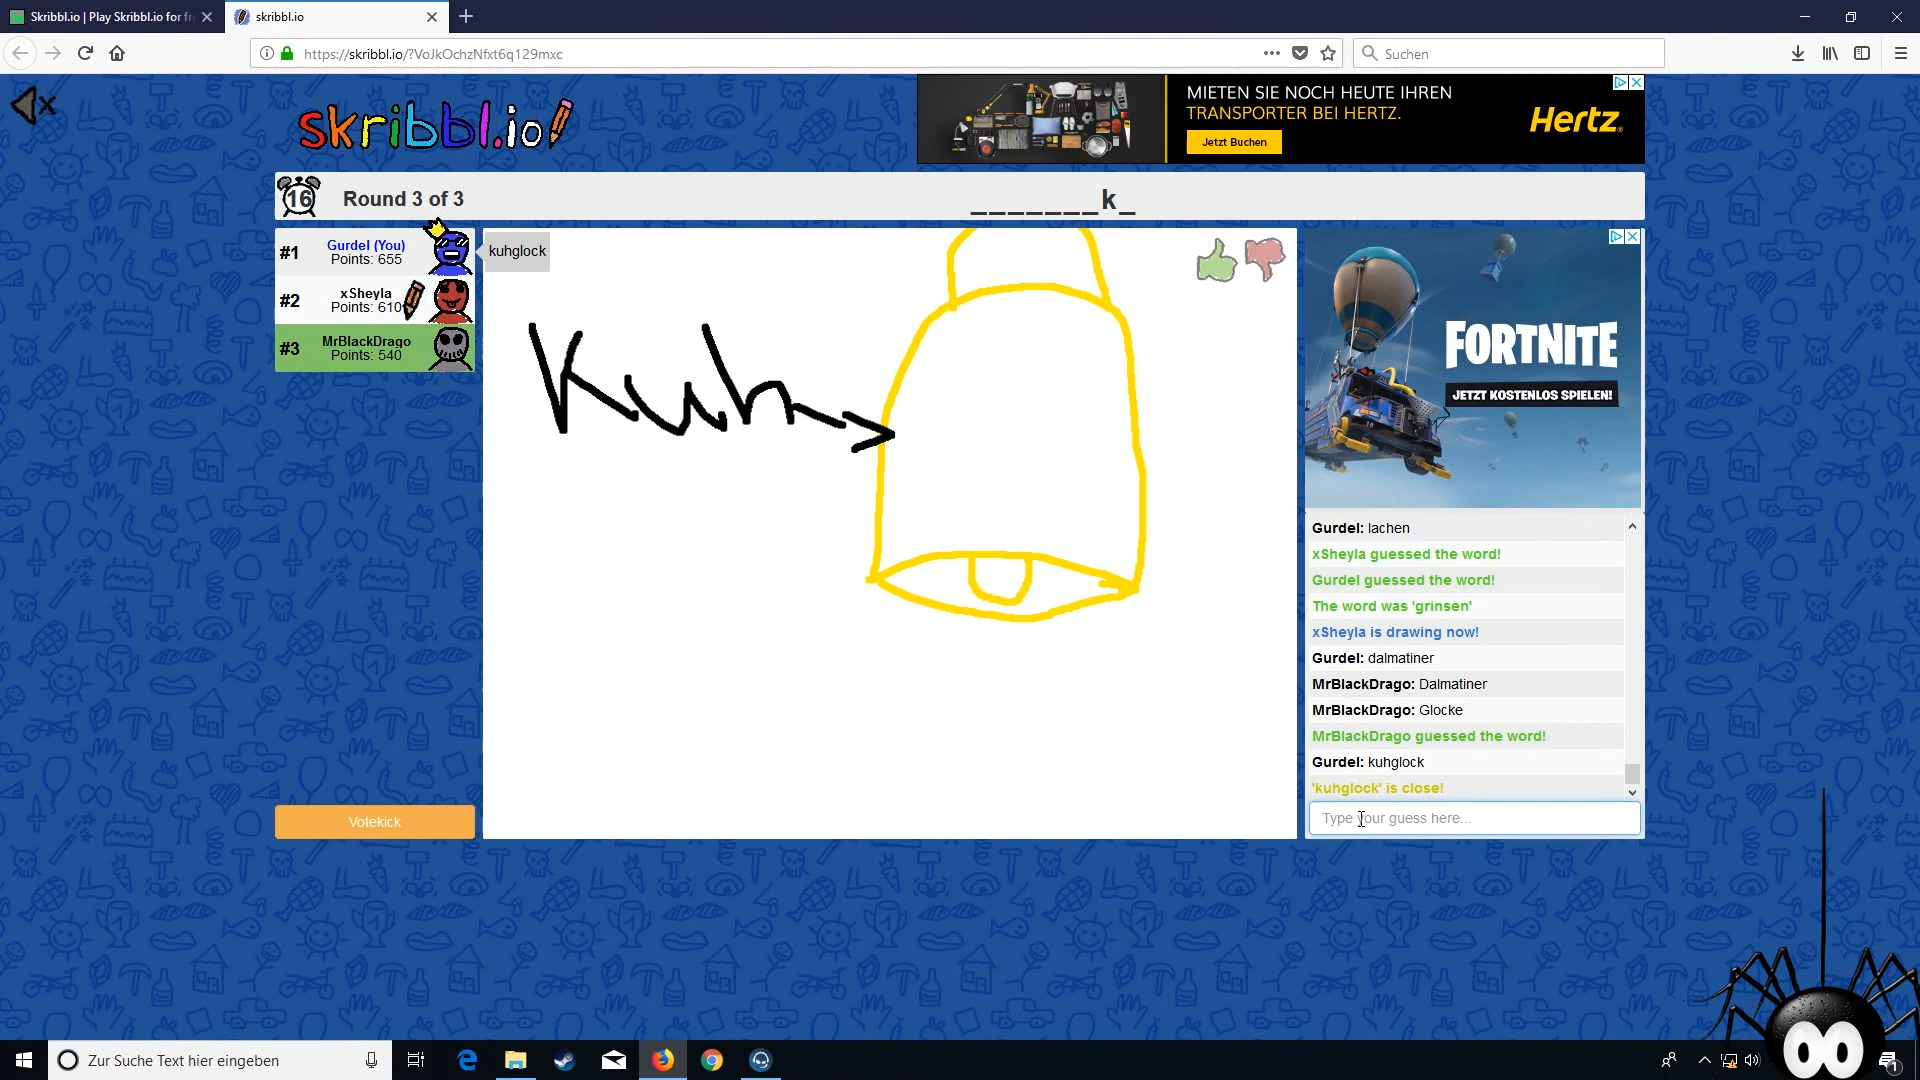 Skribbl.io | Play Skribbl.io for fr
skribbl.io
https://skribbl.io/?VoJkOchzNfxt6q129mxc
Suchen
skribbl.io
MIETEN SIE NOCH HEUTE IHREN
TRANSPORTER BEI HERTZ.
Jetzt Buchen
Hertz.
16
Round 3 of 3
_______k_
#1
Gurdel (You)
Points: 655
kuhglock
#2
xSheyla
Points: 610
#3
MrBlackDrago
Points: 540
Kuh
FORTNITE
JETZT KOSTENLOS SPIELEN!
Gurdel: lachen
xSheyla guessed the word!
Gurdel guessed the word!
The word was 'grinsen'
xSheyla is drawing now!
Gurdel: dalmatiner
MrBlackDrago: Dalmatiner
MrBlackDrago: Glocke
MrBlackDrago guessed the word!
Gurdel: kuhglock
'kuhglock' is close!
Type your guess here...
Votekick
Zur Suche Text hier eingeben
1